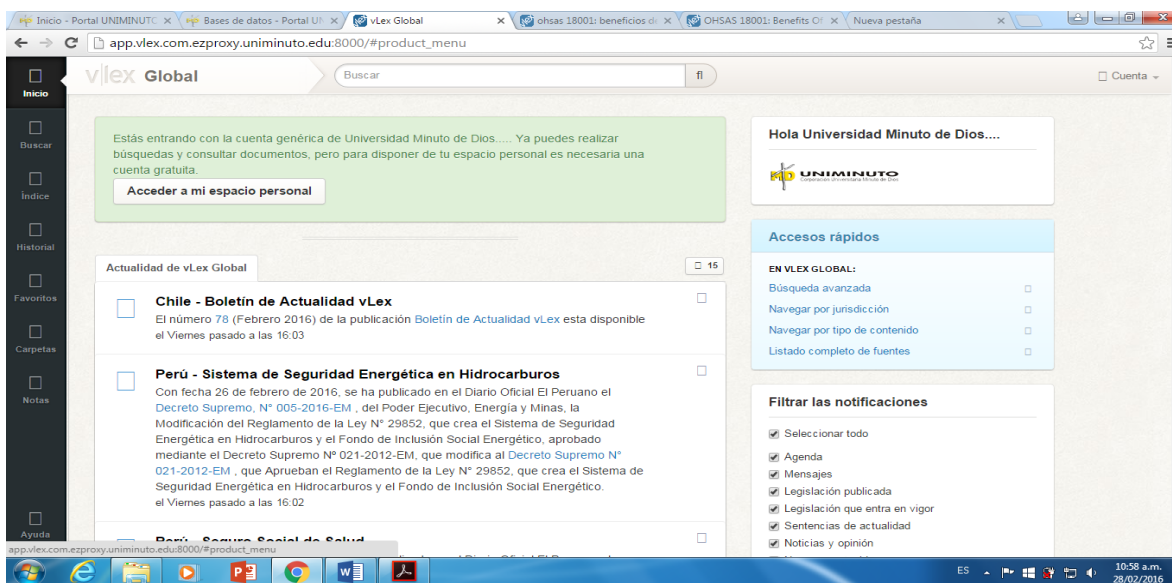 Inicio - Portal UNIMINUTO
Bases de datos - Portal UN
vLex Global
ohsas 18001: beneficios de
OHSAS 18001: Benefits Of
Nueva pestaña
app.vlex.com.ezproxy.uniminuto.edu:8000/#product_menu
Inicio
vlex Global
Buscar
fl
Cuenta
Buscar
Índice
Historial
Favoritos
Carpetas
Notas
Ayuda
Estás entrando con la cuenta genérica de Universidad Minuto de Dios..... Ya puedes realizar
búsquedas y consultar documentos, pero para disponer de tu espacio personal es necesaria una
cuenta gratuita.
Acceder a mi espacio personal
Actualidad de vLex Global
15
Chile - Boletín de Actualidad vLex
El número 78 (Febrero 2016) de la publicación Boletín de Actualidad vLex esta disponible
el Viernes pasado a las 16:03
Perú - Sistema de Seguridad Energética en Hidrocarburos
Con fecha 26 de febrero de 2016, se ha publicado en el Diario Oficial El Peruano el
Decreto Supremo, N° 005-2016-EM , del Poder Ejecutivo, Energía y Minas, la
Modificación del Reglamento de la Ley N° 29852, que crea el Sistema de Seguridad
Energética en Hidrocarburos y el Fondo de Inclusión Social Energético, aprobado
mediante el Decreto Supremo Nº 021-2012-EM, que modifica al Decreto Supremo N°
021-2012-EM , que Aprueban el Reglamento de la Ley N° 29852, que crea el Sistema de
Seguridad Energética en Hidrocarburos y el Fondo de Inclusión Social Energético.
el Viernes pasado a las 16:02
Perú - Seguro Social de Salud
Hola Universidad Minuto de Dios....
UNIMINUTO
Corporación Universitaria Minuto de Dios
Accesos rápidos
EN VLEX GLOBAL:
Búsqueda avanzada
Navegar por jurisdicción
Navegar por tipo de contenido
Listado completo de fuentes
Filtrar las notificaciones
Seleccionar todo
Agenda
Mensajes
Legislación publicada
Legislación que entra en vigor
Sentencias de actualidad
Noticias y opinión
app.vlex.com.ezproxy.uniminuto.edu:8000/#product_menu
ES
10:58 a.m.
28/02/2016